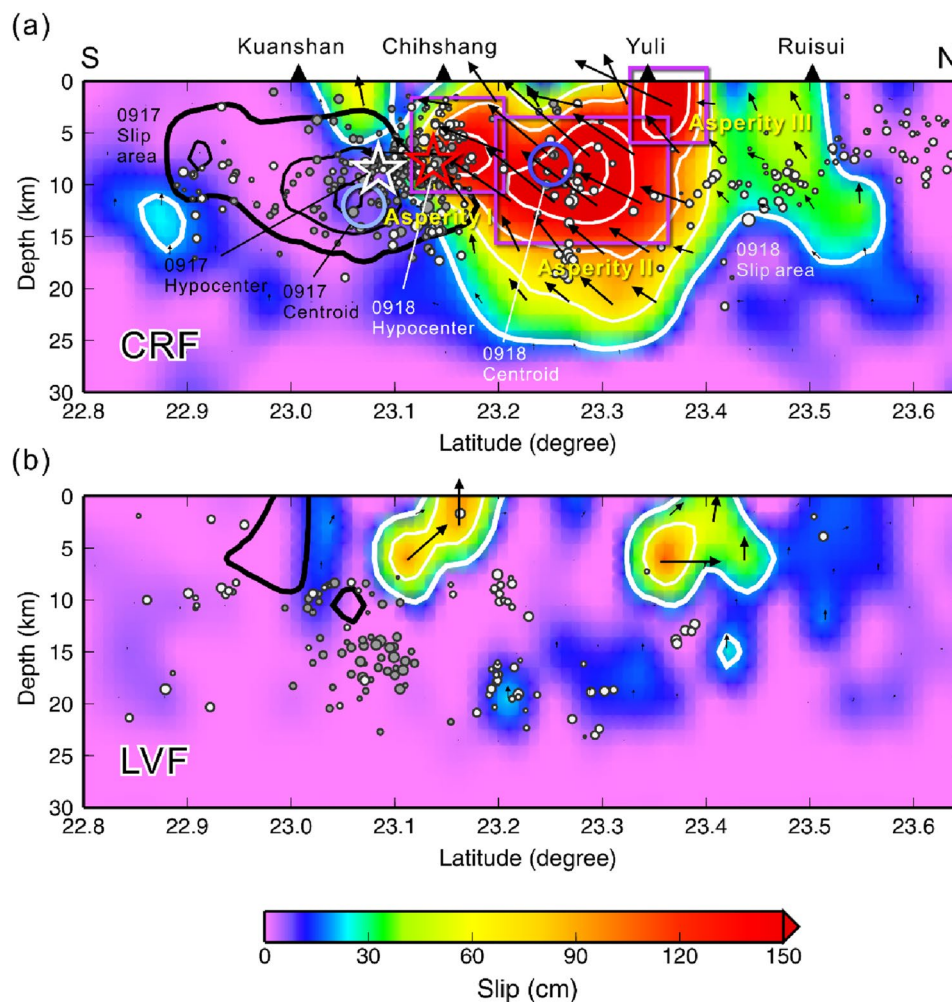 (a)
S
Kuanshan
Chihshang
Yuli
Ruisui
N
0
5
10
15
20
25
30
Depth (km)
0917
Slip
area
Asperity III
Asperity I
Asperity II
0917
Hypocenter
0917
Centroid
0918
Hypocenter
0918
Centroid
0918
Slip area
CRF
22.8
22.9
23.0
23.1
23.2
23.3
23.4
23.5
23.6
Latitude (degree)
(b)
0
5
10
15
20
25
30
Depth (km)
LVF
22.8
22.9
23.0
23.1
23.2
23.3
23.4
23.5
23.6
Latitude (degree)
0
30
60
90
120
150
Slip (cm)